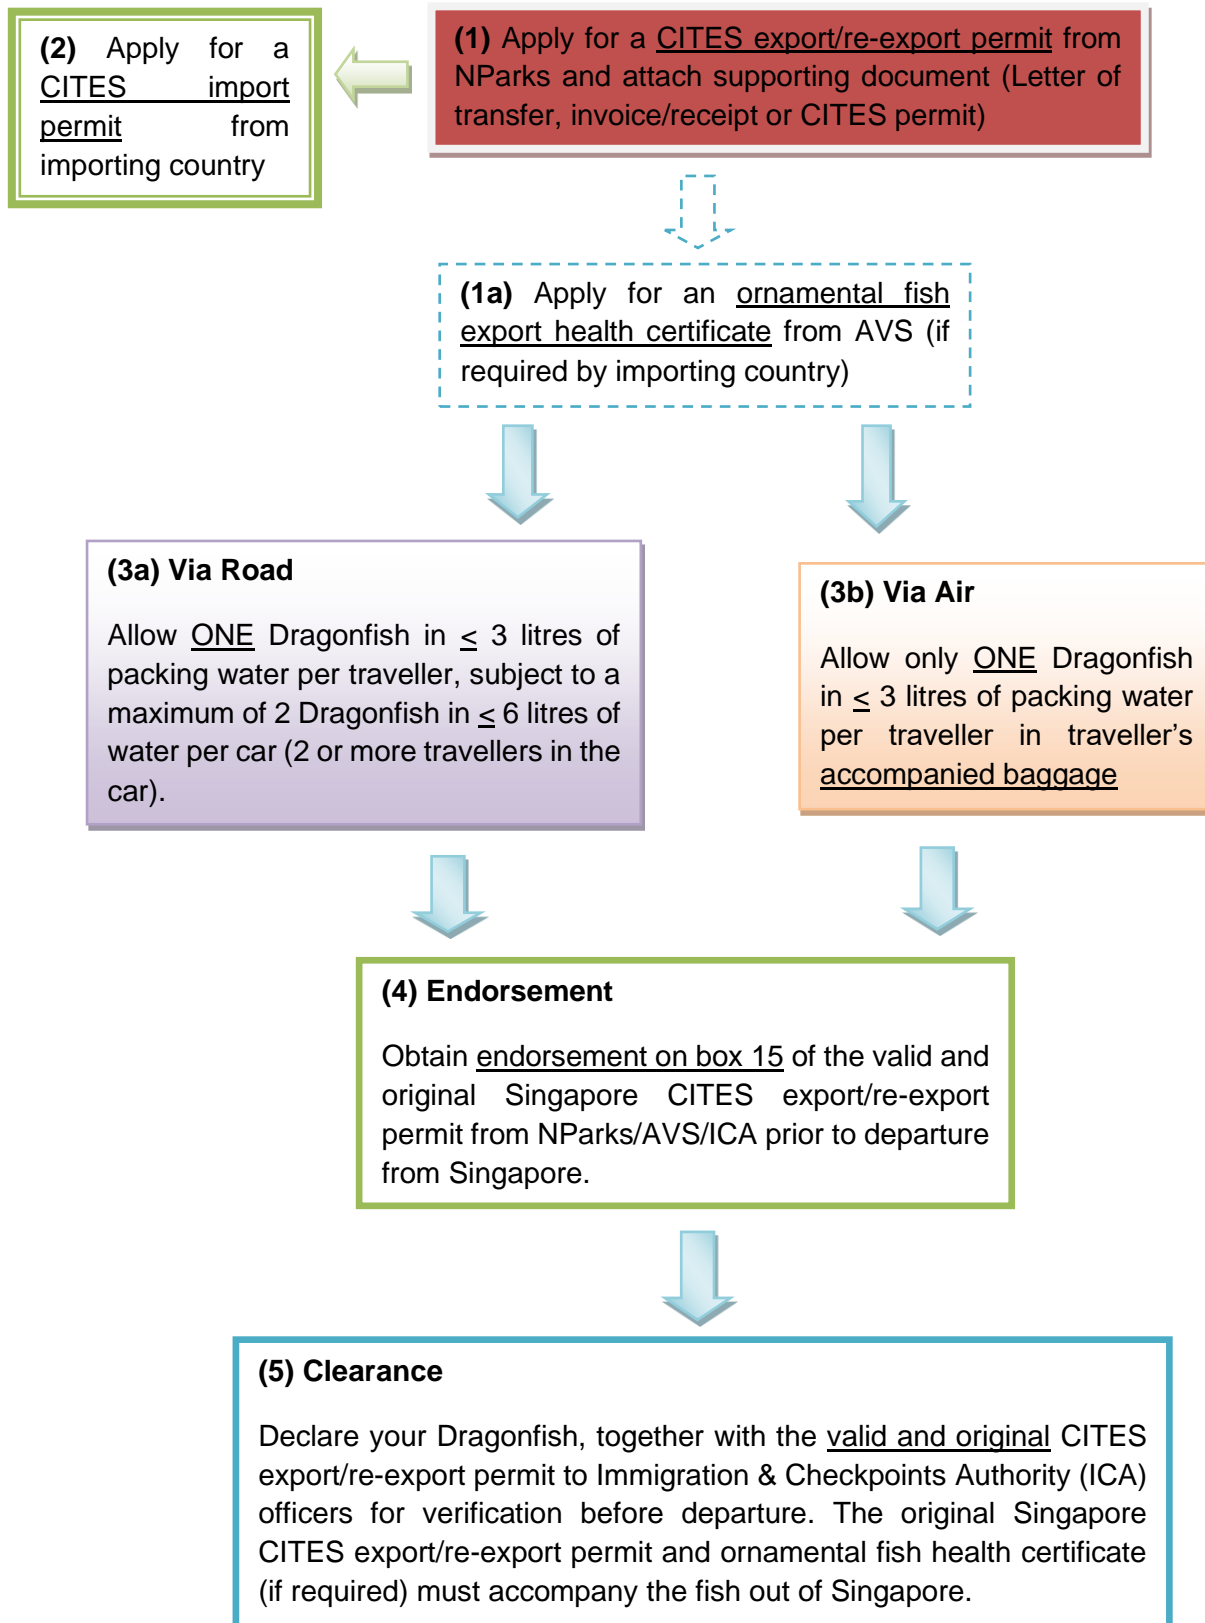 (2) Apply for a
CITES import
permit from
importing country
(1) Apply for a CITES export/re-export permit from
NParks and attach supporting document (Letter of
transfer, invoice/receipt or CITES permit)
(1a) Apply for an ornamental fish
export health certificate from AVS (if
required by importing country)
(3a) Via Road
Allow ONE Dragonfish in < 3 litres of
packing water per traveller, subject to a
maximum of 2 Dragonfish in < 6 litres of
water per car (2 or more travellers in the
car).
(3b) Via Air
Allow only ONE Dragonfish
in < 3 litres of packing water
per traveller in traveller’s
accompanied baggage
(4) Endorsement
Obtain endorsement on box 15 of the valid and
original Singapore CITES export/re-export
permit from NParks/AVS/ICA prior to departure
from Singapore.
(5) Clearance
Declare your Dragonfish, together with the valid and original CITES
export/re-export permit to Immigration & Checkpoints Authority (ICA)
officers for verification before departure. The original Singapore
CITES export/re-export permit and ornamental fish health certificate
(if required) must accompany the fish out of Singapore.